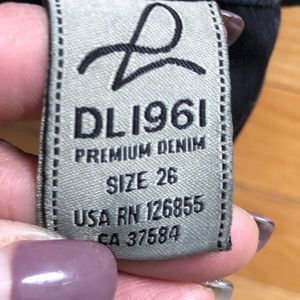 DL1961
PREMIUM DENIM
SIZE 26
USA RN 126855
CA 37584